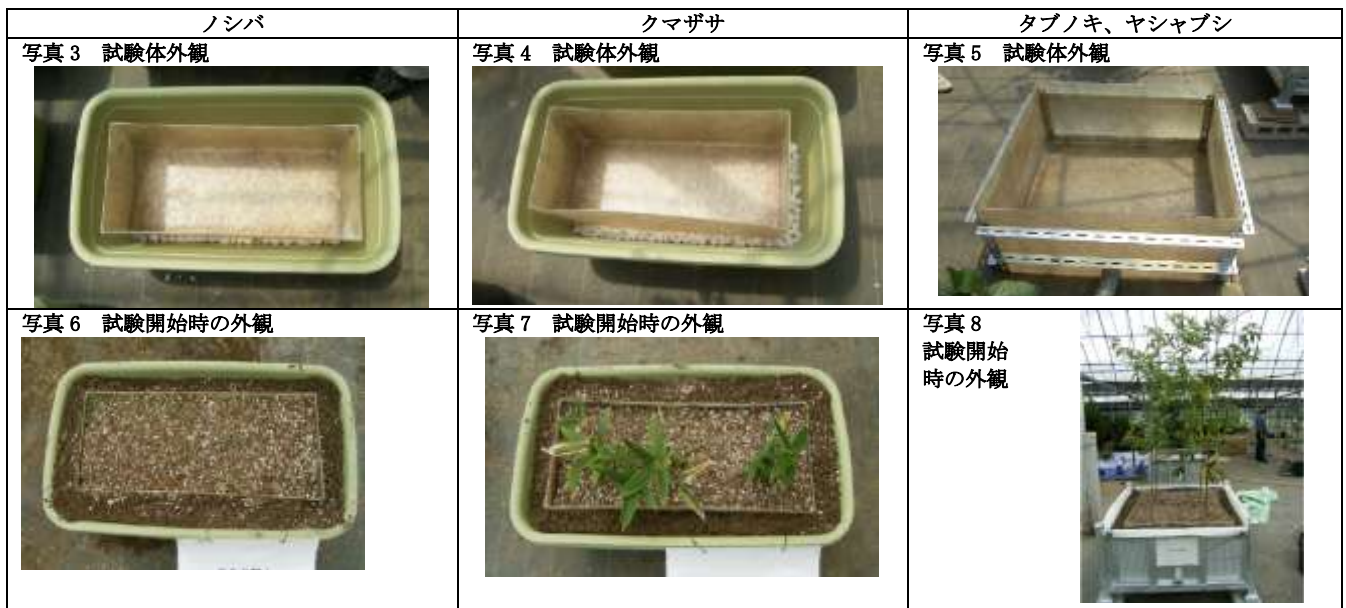 ノシバ
クマザサ
タブノキ、ヤシャブシ
写真3 試験体外観
写真4 試験体外観
写真5 試験体外観
写真6 試験開始時の外観
写真7 試験開始時の外観
写真8
試験開始
時の外観